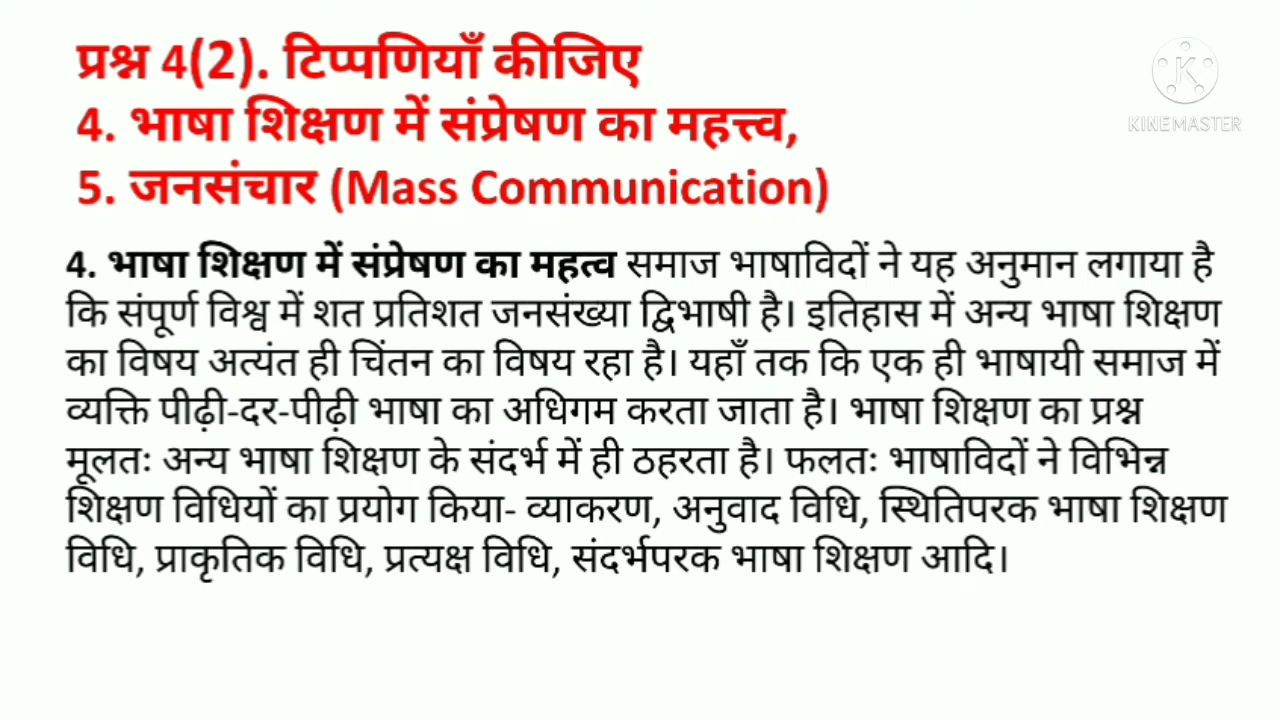 प्रश्न 4(2). टिप्पणियाँ कीजिए
4. भाषा शिक्षण में संप्रेषण का महत्त्व,
5. जनसंचार (Mass Communication)
K
KINEMASTER
4. भाषा शिक्षण में संप्रेषण का महत्व समाज भाषाविदों ने यह अनुमान लगाया है
कि संपूर्ण विश्व में शत प्रतिशत जनसंख्या द्विभाषी है। इतिहास में अन्य भाषा शिक्षण
का विषय अत्यंत ही चिंतन का विषय रहा है। यहाँ तक कि एक ही भाषायी समाज में
व्यक्ति पीढ़ी-दर-पीढ़ी भाषा का अधिगम करता जाता है। भाषा शिक्षण का प्रश्न
मूलतः अन्य भाषा शिक्षण के संदर्भ में ही ठहरता है। फलतः भाषाविदों ने विभिन्न
शिक्षण विधियों का प्रयोग किया- व्याकरण, अनुवाद विधि, स्थितिपरक भाषा शिक्षण
विधि, प्राकृतिक विधि, प्रत्यक्ष विधि, संदर्भपरक भाषा शिक्षण आदि।